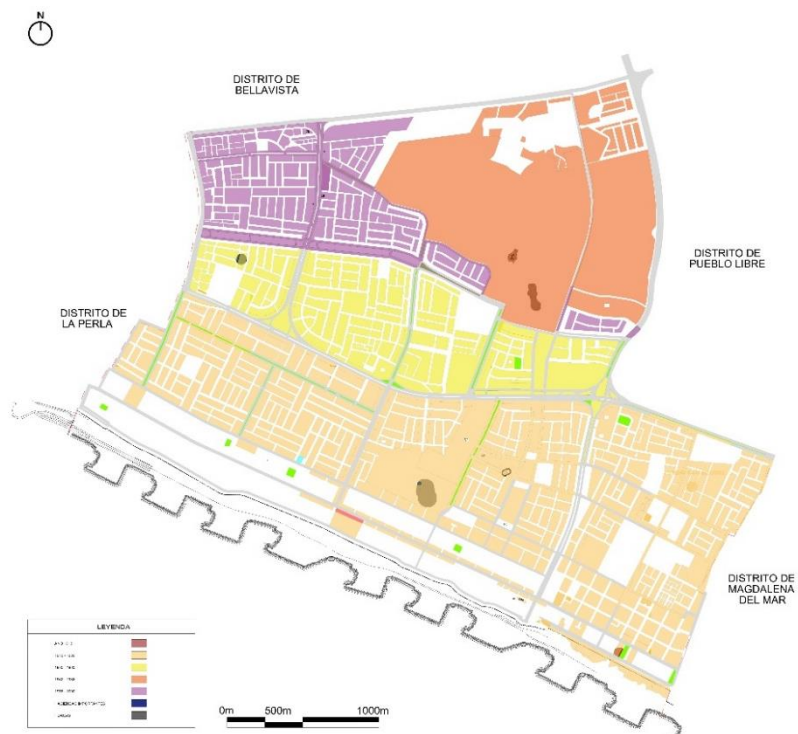 N
DISTRITO DE
BELLAVISTA
DISTRITO DE
PUEBLO LIBRE
DISTRITO DE
LA PERLA
DISTRITO DE
MAGDALENA
DEL MAR
LEYENDA
0m 500m 1000m